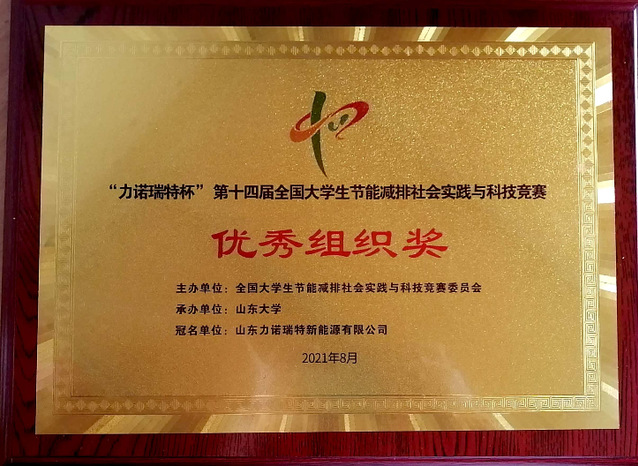 “力诺瑞特杯”第十四届全国大学生节能减排社会实践与科技竞赛
优秀组织奖
主办单位：全国大学生节能减排社会实践与科技竞赛委员会
承办单位：山东大学
冠名单位：山东力诺瑞特新能源有限公司
2021年8月